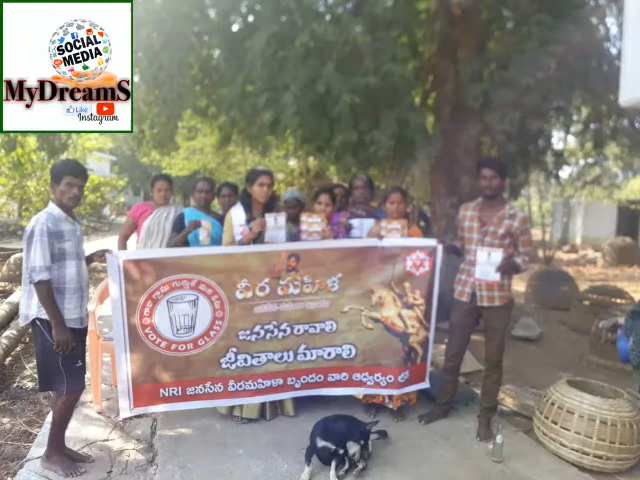 SOCIAL
MEDIA
MyDreamS
Like
Instagram
వీర మహిళ
జనసేన రావాలి
జీవితాలు మారాలి
VOTE FOR GLASS
NRI జనసేన వీరమహిళా బృందం వారి ఆధ్వర్యం లో